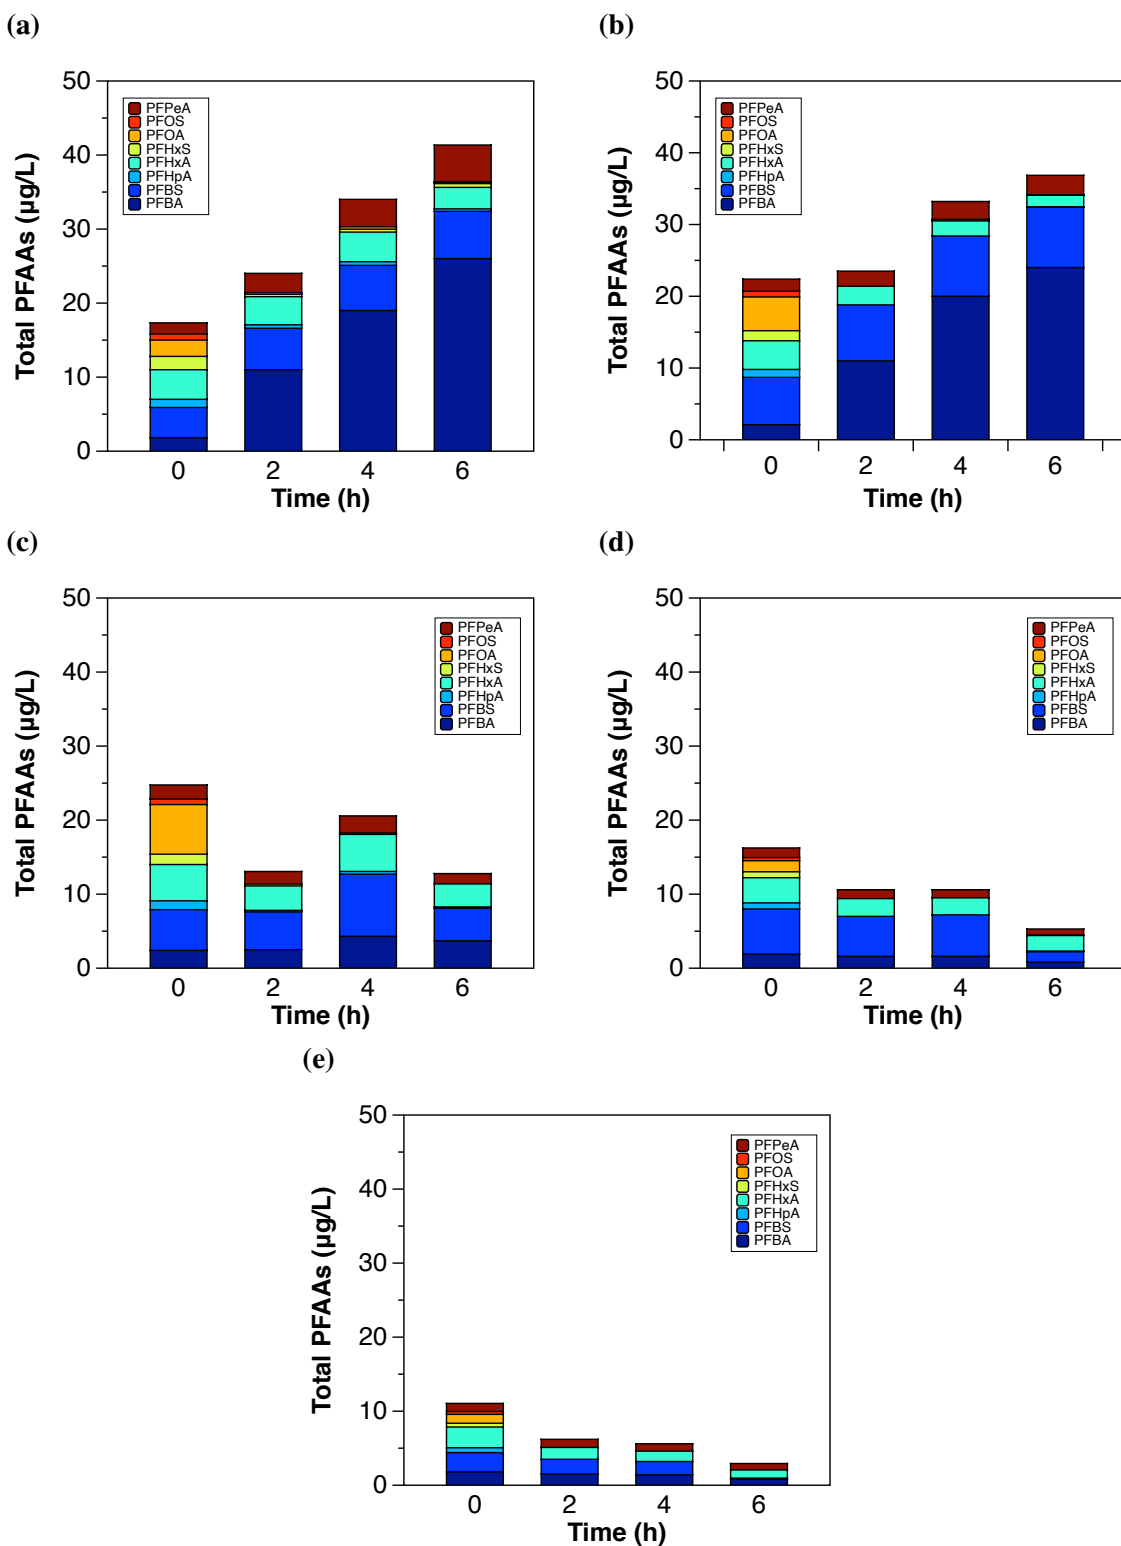 (a)
Total PFAAs (µg/L)
50
40
30
20
10
0
PFPeA
PFOS
PFOA
PFHxS
PFHxA
PFHpA
PFBS
PFBA
0 2 4 6
Time (h)
(b)
Total PFAAs (µg/L)
50
40
30
20
10
0
PFPeA
PFOS
PFOA
PFHxS
PFHxA
PFHpA
PFBS
PFBA
0 2 4 6
Time (h)
(c)
Total PFAAs (µg/L)
50
40
30
20
10
0
PFPeA
PFOS
PFOA
PFHxS
PFHxA
PFHpA
PFBS
PFBA
0 2 4 6
Time (h)
(d)
Total PFAAs (µg/L)
50
40
30
20
10
0
PFPeA
PFOS
PFOA
PFHxS
PFHxA
PFHpA
PFBS
PFBA
0 2 4 6
Time (h)
(e)
Total PFAAs (µg/L)
50
40
30
20
10
0
PFPeA
PFOS
PFOA
PFHxS
PFHxA
PFHpA
PFBS
PFBA
0 2 4 6
Time (h)